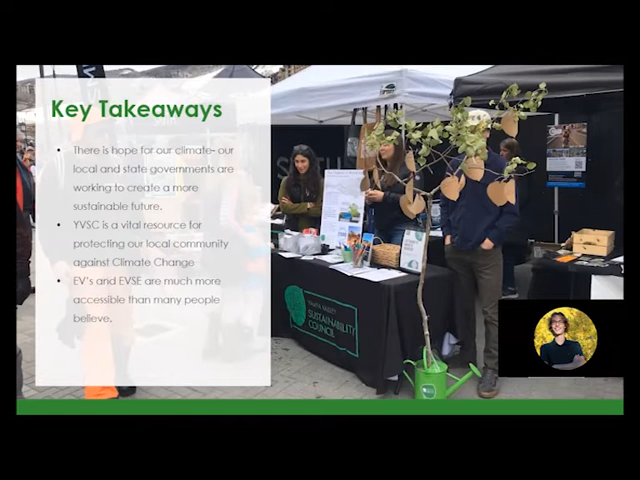 Key Takeaways
• There is hope for our climate- our
local and state governments are
working to create a more
sustainable future.
• YVSC is a vital resource for
protecting our local community
against Climate Change
• EV's and EVSE are much more
accessible than many people
believe.
YAMPA VALLEY
SUSTAINABILITY
COUNCIL